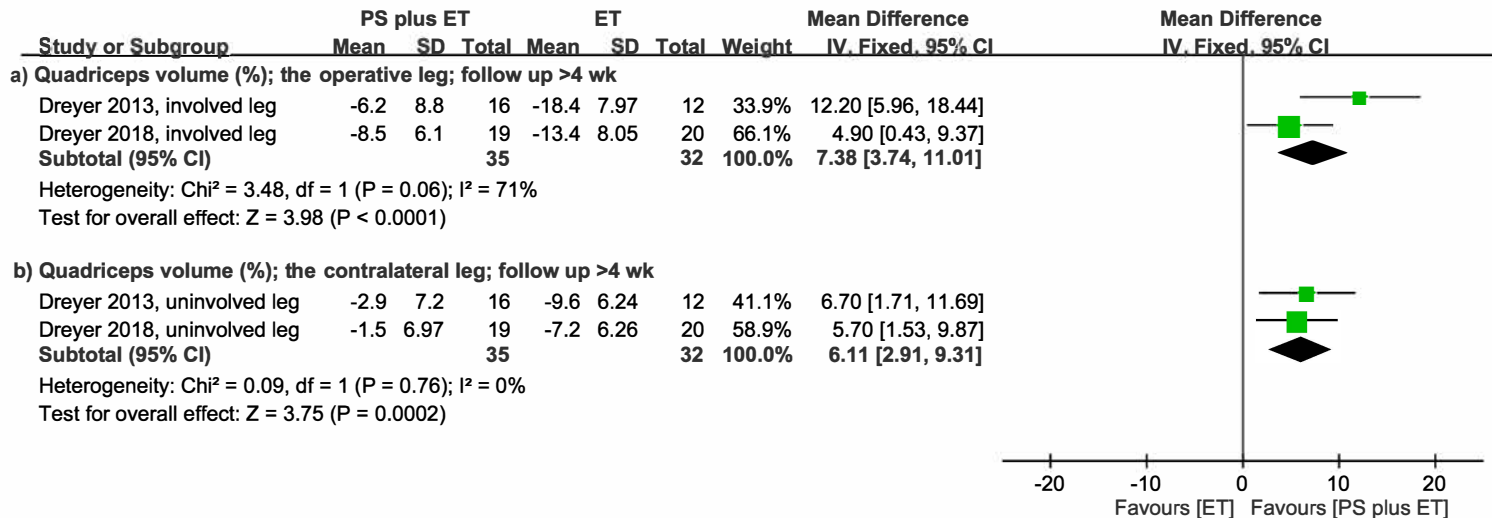 PS plus ET ET Mean Difference Mean Difference
Study or Subgroup Mean SD Total Mean SD Total Weight IV. Fixed. 95% CI IV. Fixed. 95% CI
a) Quadriceps volume (%); the operative leg; follow up >4 wk
Dreyer 2013, involved leg -6.2 8.8 16 -18.4 7.97 12 33.9% 12.20 [5.96, 18.44]
Dreyer 2018, involved leg -8.5 6.1 19 -13.4 8.05 20 66.1% 4.90 [0.43, 9.37]
Subtotal (95% CI) 35 32 100.0% 7.38 [3.74, 11.01]
Heterogeneity: Chi² = 3.48, df = 1 (P = 0.06); I² = 71%
Test for overall effect: Z = 3.98 (P < 0.0001)
b) Quadriceps volume (%); the contralateral leg; follow up >4 wk
Dreyer 2013, uninvolved leg -2.9 7.2 16 -9.6 6.24 12 41.1% 6.70 [1.71, 11.69]
Dreyer 2018, uninvolved leg -1.5 6.97 19 -7.2 6.26 20 58.9% 5.70 [1.53, 9.87]
Subtotal (95% CI) 35 32 100.0% 6.11 [2.91, 9.31]
Heterogeneity: Chi² = 0.09, df = 1 (P = 0.76); I² = 0%
Test for overall effect: Z = 3.75 (P = 0.0002)
-20 -10 0 10 20
Favours [ET] Favours [PS plus ET]